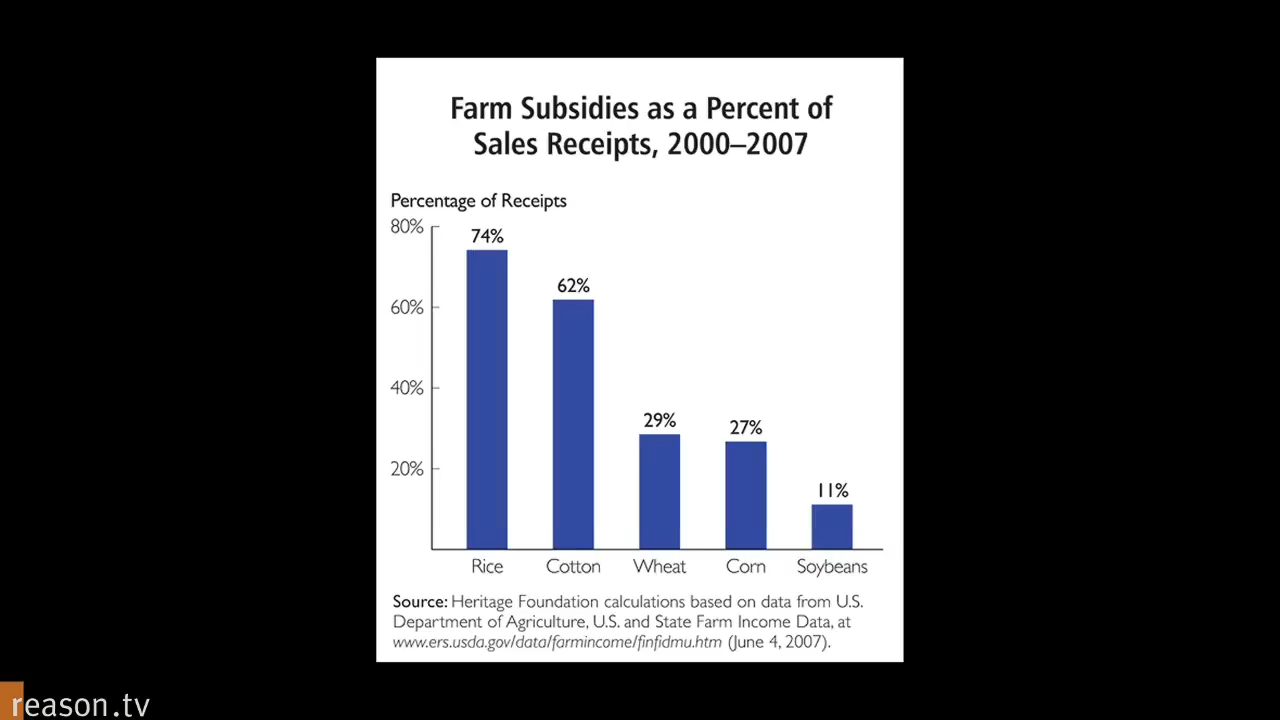 Farm Subsidies as a Percent of
Sales Receipts, 2000–2007
Percentage of Receipts
80%
60%
40%
20%
74%
62%
29%
27%
11%
Rice
Cotton
Wheat
Corn
Soybeans
Source: Heritage Foundation calculations based on data from U.S.
Department of Agriculture, U.S. and State Farm Income Data, at
www.ers.usda.gov/data/farmincome/finfidmu.htm (June 4, 2007).
reason.tv